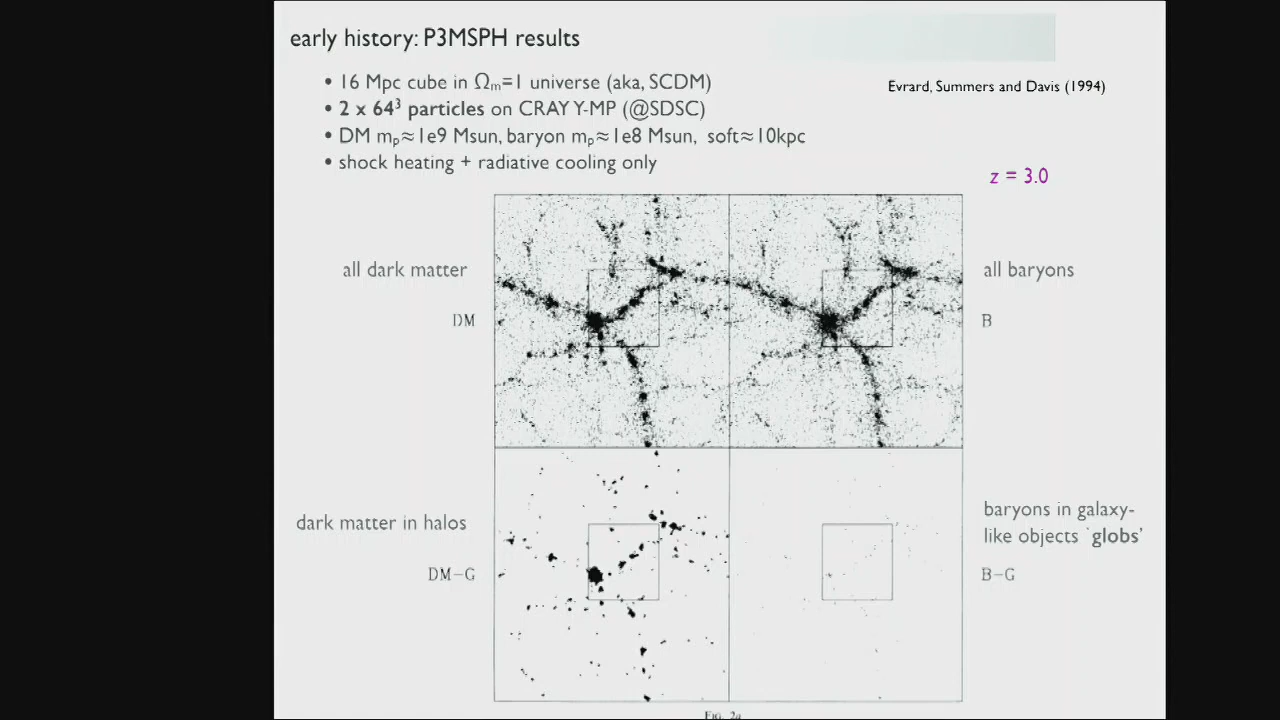 early history: P3MSPH results
• 16 Mpc cube in Ωₘ=1 universe (aka, SCDM)
Evrard, Summers and Davis (1994)
• 2 x 64³ particles on CRAY Y-MP (@SDSC)
• DM mₚ≈1e9 Msun, baryon mₚ≈1e8 Msun, soft≈10kpc
• shock heating + radiative cooling only
z = 3.0
all dark matter
all baryons
DM
B
dark matter in halos
baryons in galaxy-
like objects `globs'
DM-G
B-G
FIG. 2a